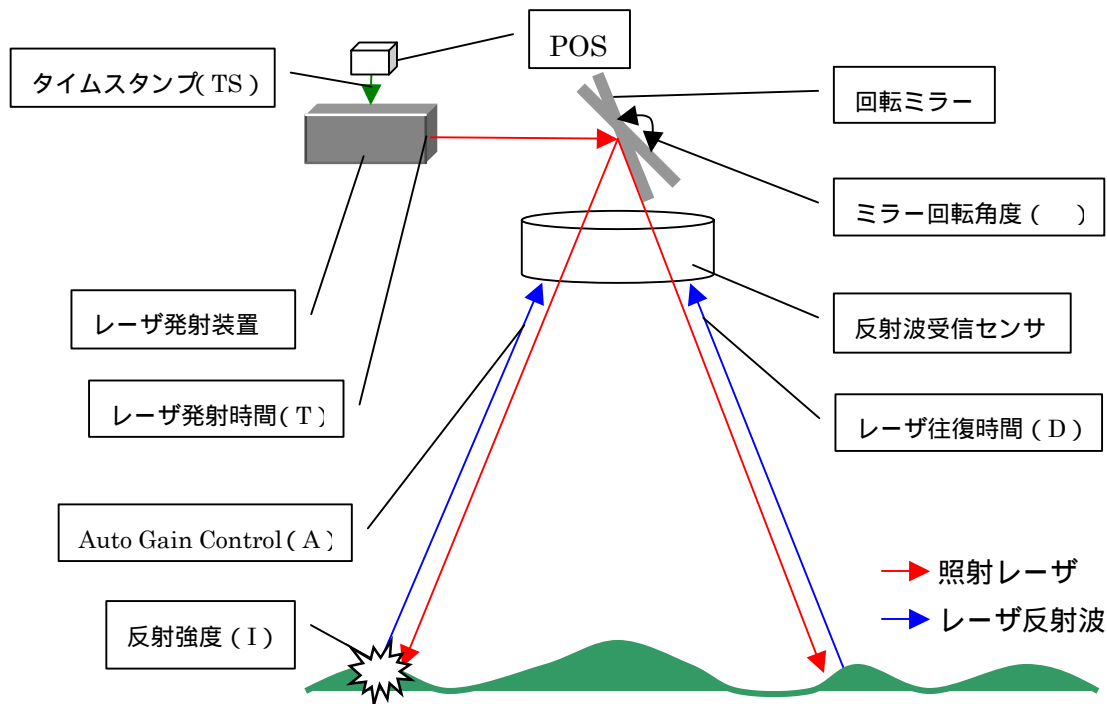 POS
タイムスタンプ(TS)
回転ミラー
ミラー回転角度( )
レーザ発射装置
反射波受信センサ
レーザ発射時間(T)
レーザ往復時間(D)
Auto Gain Control(A)
照射レーザ
反射強度(I)
レーザ反射波